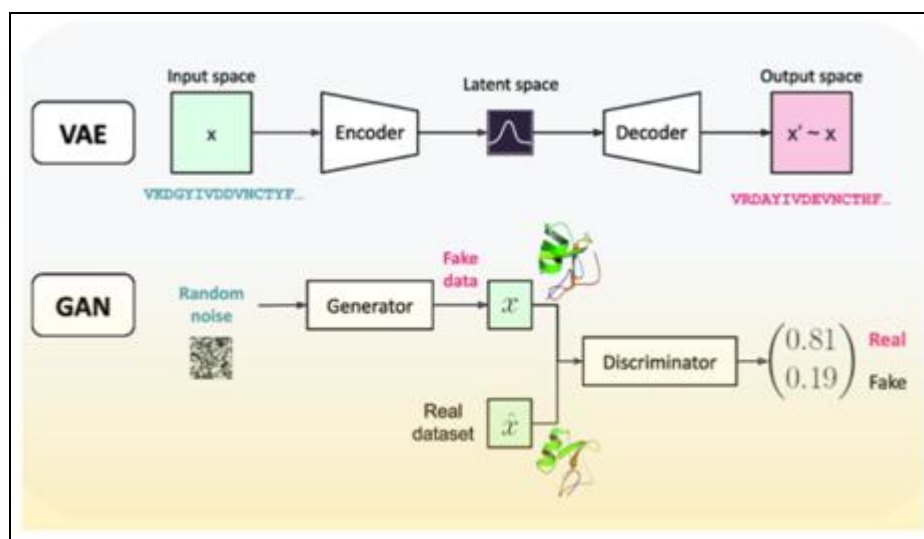 Input space
Latent space
Output space
VAE
x
Encoder
Decoder
x' ~ x
VKDGYIVDDVNCTYF…
VRDAYIVDEVNCTHF…
Fake
data
GAN
Random
noise
Generator
x
Discriminator
0.81
Real
0.19
Fake
Real
dataset
x̂